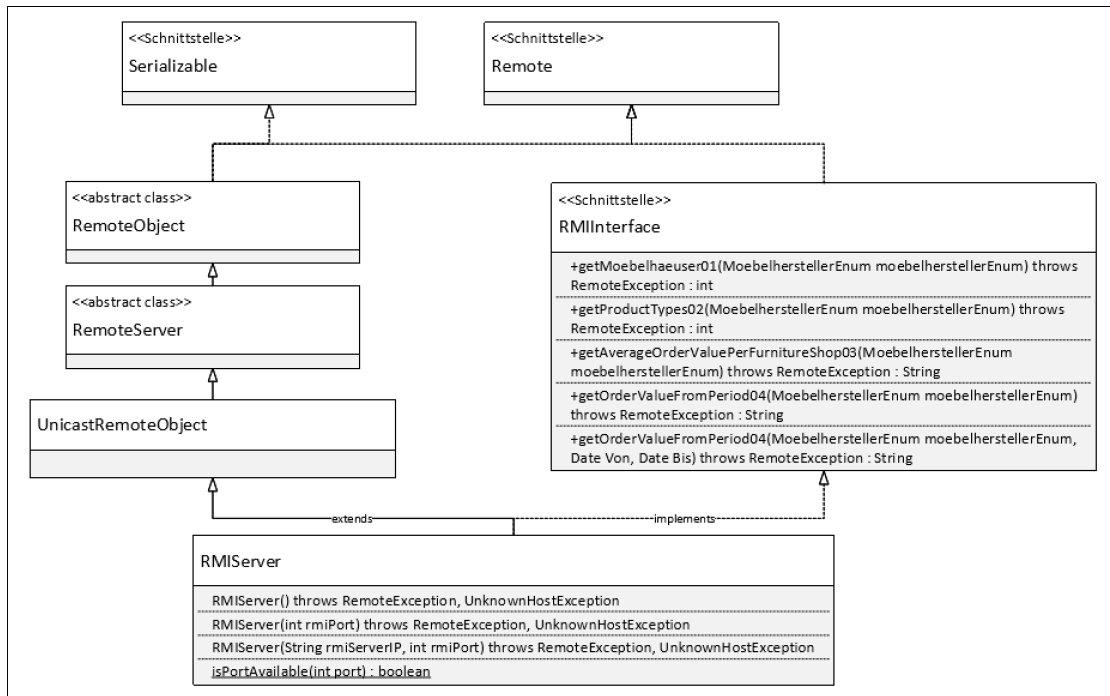 <<Schnittstelle>>
Serializable
<<Schnittstelle>>
Remote
<<abstract class>>
RemoteObject
<<Schnittstelle>>
RMIInterface
+getMoebelhaeuser01(MoebelherstellerEnum moebelherstellerEnum) throws
RemoteException : int
+getProductTypes02(MoebelherstellerEnum moebelherstellerEnum) throws
RemoteException : int
+getAverageOrderValuePerFurnitureShop03(MoebelherstellerEnum
moebelherstellerEnum) throws RemoteException : String
+getOrderValueFromPeriod04(MoebelherstellerEnum moebelherstellerEnum)
throws RemoteException : String
+getOrderValueFromPeriod04(MoebelherstellerEnum moebelherstellerEnum,
Date Von, Date Bis) throws RemoteException : String
<<abstract class>>
RemoteServer
UnicastRemoteObject
extends
implements
RMIServer
RMIServer() throws RemoteException, UnknownHostException
RMIServer(int rmiPort) throws RemoteException, UnknownHostException
RMIServer(String rmiServerIP, int rmiPort) throws RemoteException, UnknownHostException
isPortAvailable(int port) : boolean